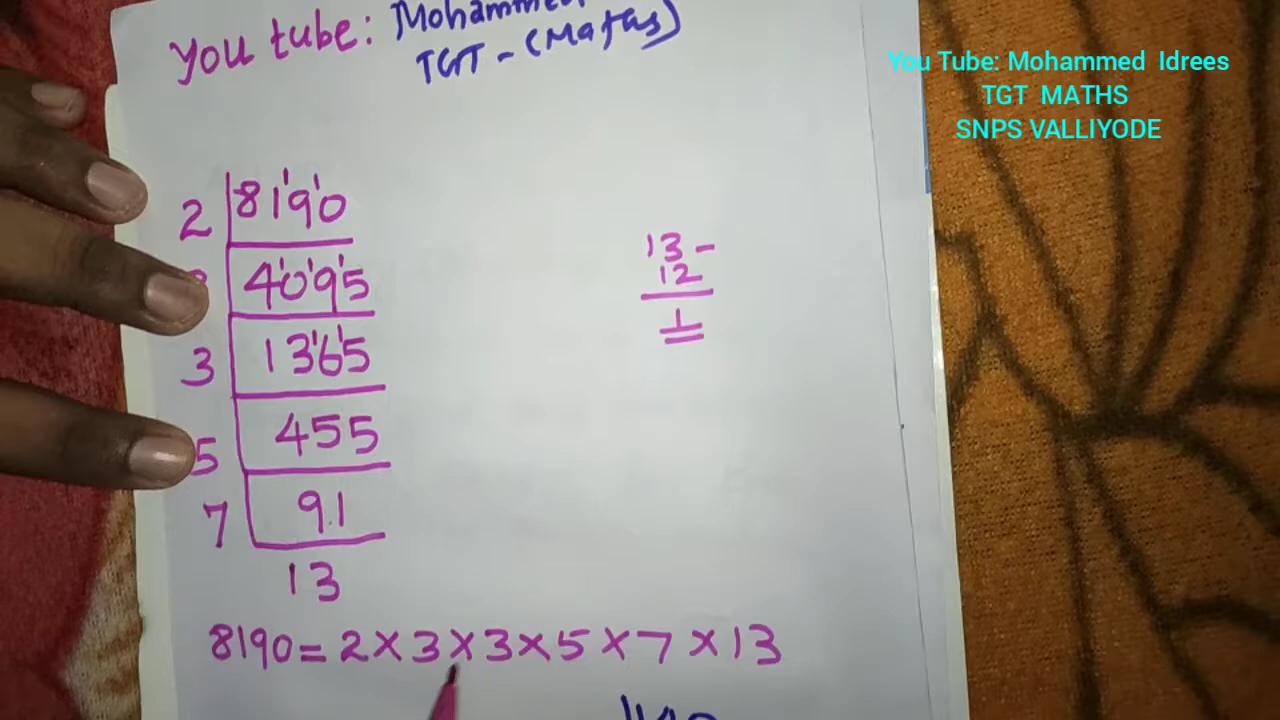 You tube: Mohammed
TGT - (Maths)
You Tube: Mohammed Idrees
TGT MATHS
SNPS VALLIYODE
2 8190
4095
3 1365
5 455
7 91
13
13 -
12
1
8190 = 2 × 3 × 3 × 5 × 7 × 13